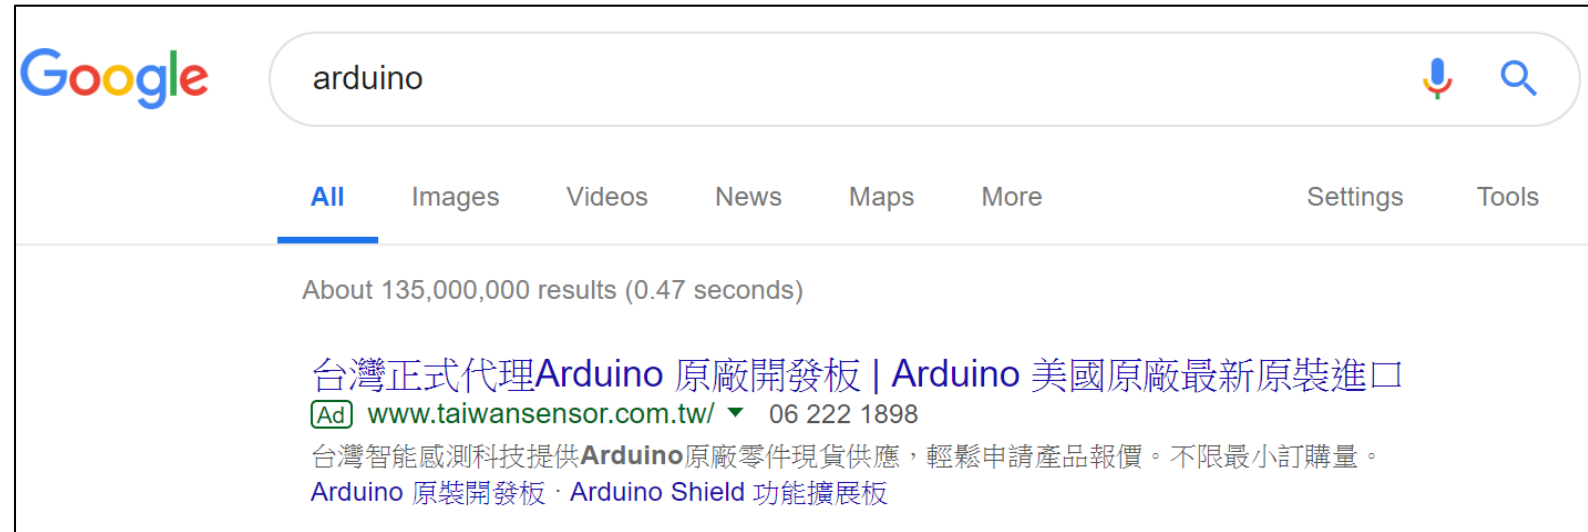 Google arduino
All Images Videos News Maps More Settings Tools
About 135,000,000 results (0.47 seconds)
台灣正式代理Arduino 原廠開發板 | Arduino 美國原廠最新原裝進口
Ad www.taiwansensor.com.tw/ 06 222 1898
台灣智能感測科技提供Arduino原廠零件現貨供應，輕鬆申請產品報價。不限最小訂購量。
Arduino 原裝開發板 · Arduino Shield 功能擴展板